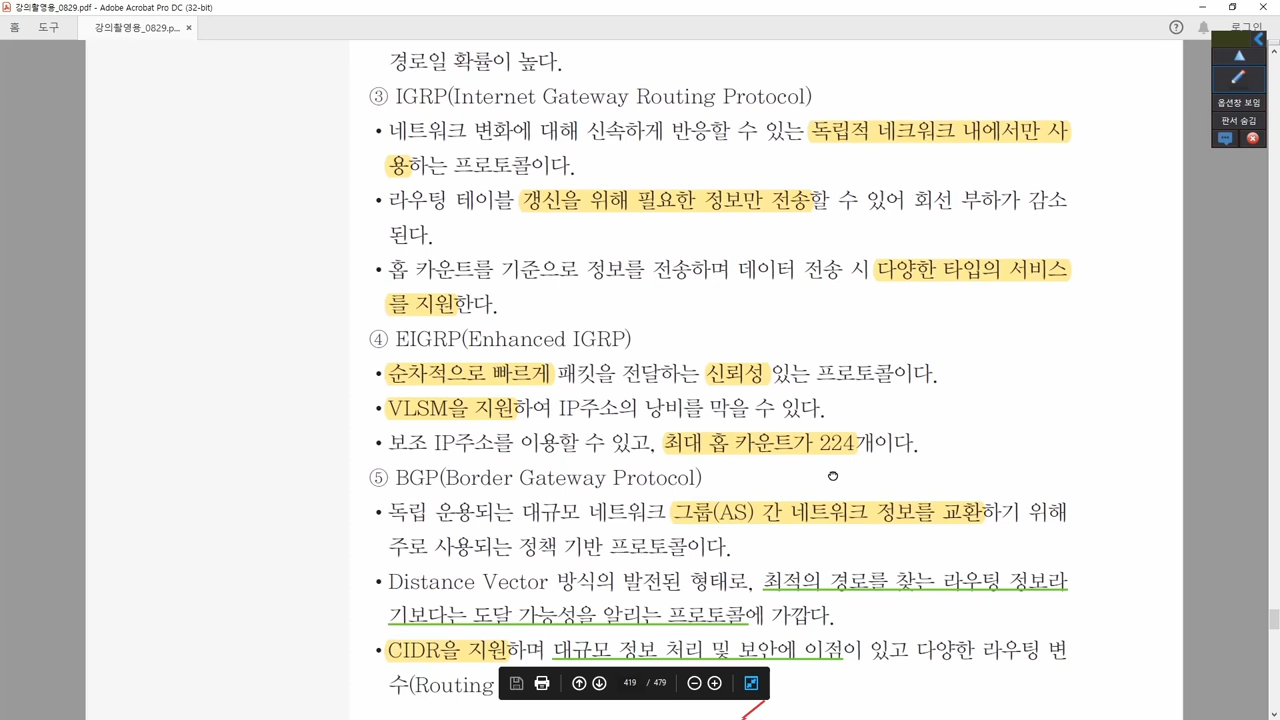 강의촬영용_0829.pdf - Adobe Acrobat Pro DC (32-bit)
홈 도구 강의촬영용_0829.p... × 로그인
옵션창 보임
판서 숨김
경로일 확률이 높다.
③ IGRP(Internet Gateway Routing Protocol)
• 네트워크 변화에 대해 신속하게 반응할 수 있는 독립적 네크워크 내에서만 사
용하는 프로토콜이다.
• 라우팅 테이블 갱신을 위해 필요한 정보만 전송할 수 있어 회선 부하가 감소
된다.
• 홉 카운트를 기준으로 정보를 전송하며 데이터 전송 시 다양한 타입의 서비스
를 지원한다.
④ EIGRP(Enhanced IGRP)
• 순차적으로 빠르게 패킷을 전달하는 신뢰성 있는 프로토콜이다.
• VLSM을 지원하여 IP주소의 낭비를 막을 수 있다.
• 보조 IP주소를 이용할 수 있고, 최대 홉 카운트가 224개이다.
⑤ BGP(Border Gateway Protocol)
• 독립 운용되는 대규모 네트워크 그룹(AS) 간 네트워크 정보를 교환하기 위해
주로 사용되는 정책 기반 프로토콜이다.
• Distance Vector 방식의 발전된 형태로, 최적의 경로를 찾는 라우팅 정보라
기보다는 도달 가능성을 알리는 프로토콜에 가깝다.
• CIDR을 지원하며 대규모 정보 처리 및 보안에 이점이 있고 다양한 라우팅 변
수(Routing
419 / 479